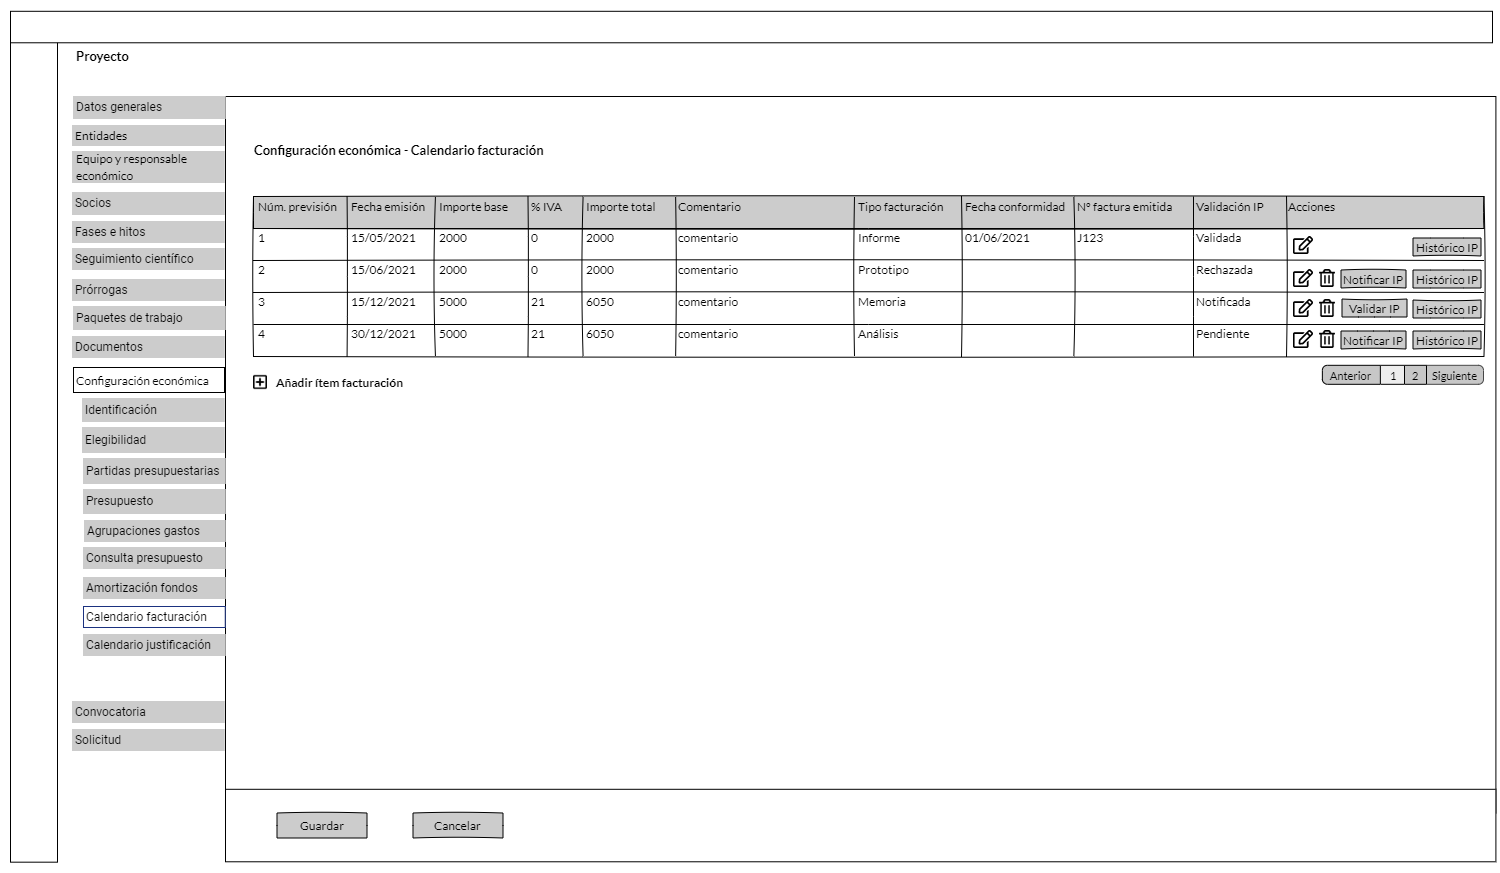 Proyecto
Datos generales
Entidades
Equipo y responsable
económico
Socios
Fases e hitos
Seguimiento científico
Prórrogas
Paquetes de trabajo
Documentos
Configuración económica
Identificación
Elegibilidad
Partidas presupuestarias
Presupuesto
Agrupaciones gastos
Consulta presupuesto
Amortización fondos
Calendario facturación
Calendario justificación
Convocatoria
Solicitud
Configuración económica - Calendario facturación
Núm. previsión Fecha emisión Importe base % IVA Importe total Comentario Tipo facturación Fecha conformidad Nº factura emitida Validación IP Acciones
1 15/05/2021 2000 0 2000 comentario Informe 01/06/2021 J123 Validada Histórico IP
2 15/06/2021 2000 0 2000 comentario Prototipo Rechazada Notificar IP Histórico IP
3 15/12/2021 5000 21 6050 comentario Memoria Notificada Validar IP Histórico IP
4 30/12/2021 5000 21 6050 comentario Análisis Pendiente Notificar IP Histórico IP
Añadir ítem facturación
Anterior 1 2 Siguiente
Guardar Cancelar